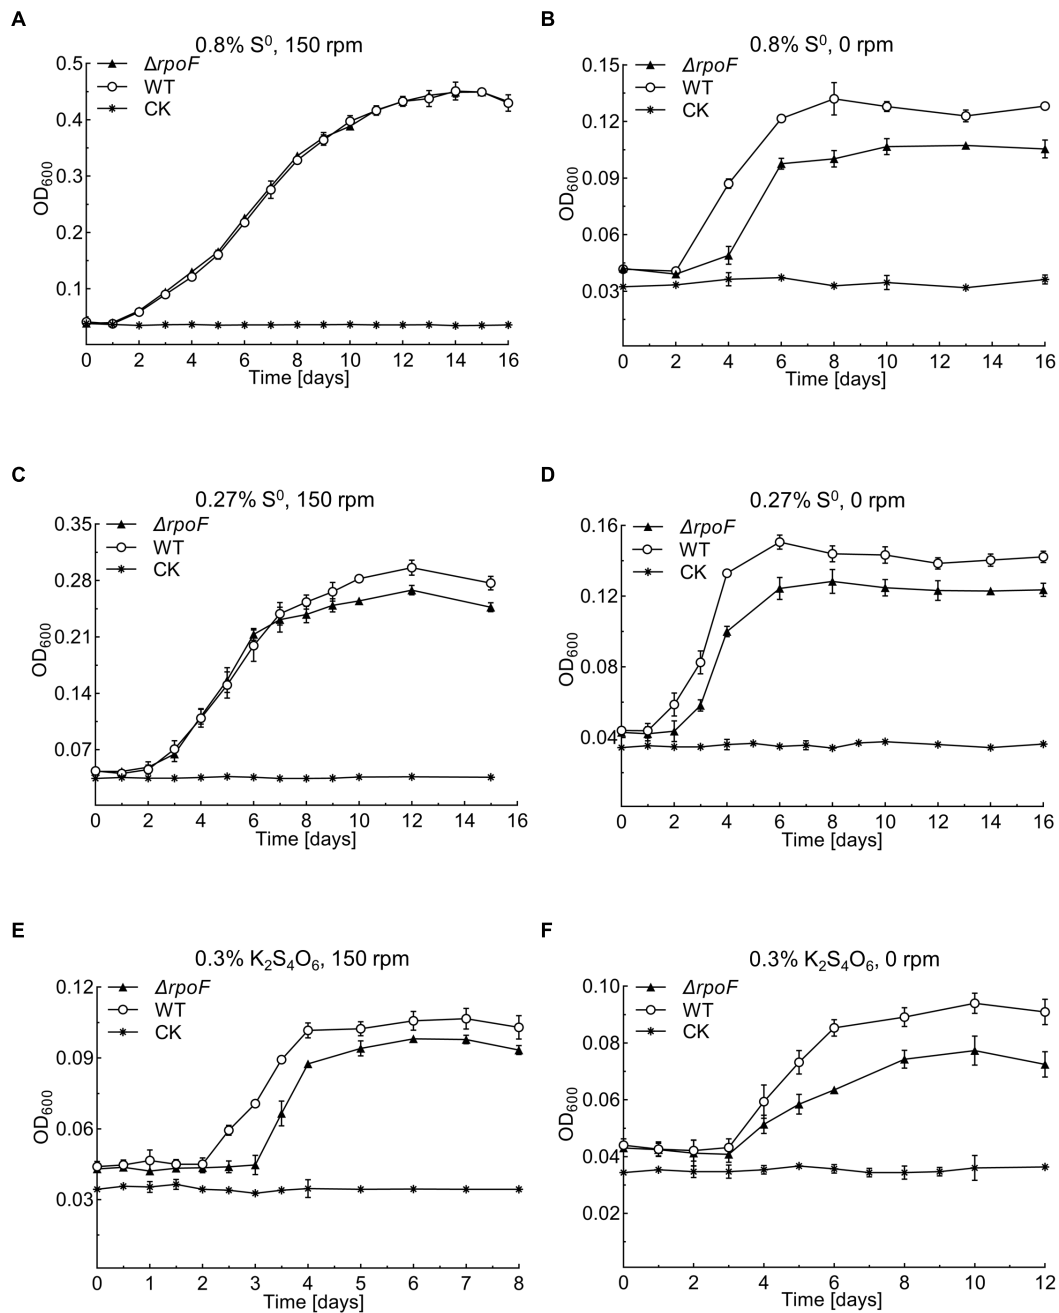 A
0.8% S⁰, 150 rpm
ΔrpoF
WT
CK
0.5
0.4
0.3
0.2
0.1
OD₆₀₀
0 2 4 6 8 10 12 14 16
Time [days]
B
0.8% S⁰, 0 rpm
ΔrpoF
WT
CK
0.15
0.12
0.09
0.06
0.03
OD₆₀₀
0 2 4 6 8 10 12 14 16
Time [days]
C
0.27% S⁰, 150 rpm
ΔrpoF
WT
CK
0.35
0.28
0.21
0.14
0.07
OD₆₀₀
0 2 4 6 8 10 12 14 16
Time [days]
D
0.27% S⁰, 0 rpm
ΔrpoF
WT
CK
0.16
0.12
0.08
0.04
OD₆₀₀
0 2 4 6 8 10 12 14 16
Time [days]
E
0.3% K₂S₄O₆, 150 rpm
ΔrpoF
WT
CK
0.12
0.09
0.06
0.03
OD₆₀₀
0 1 2 3 4 5 6 7 8
Time [days]
F
0.3% K₂S₄O₆, 0 rpm
ΔrpoF
WT
CK
0.10
0.08
0.06
0.04
0.02
OD₆₀₀
0 2 4 6 8 10 12
Time [days]